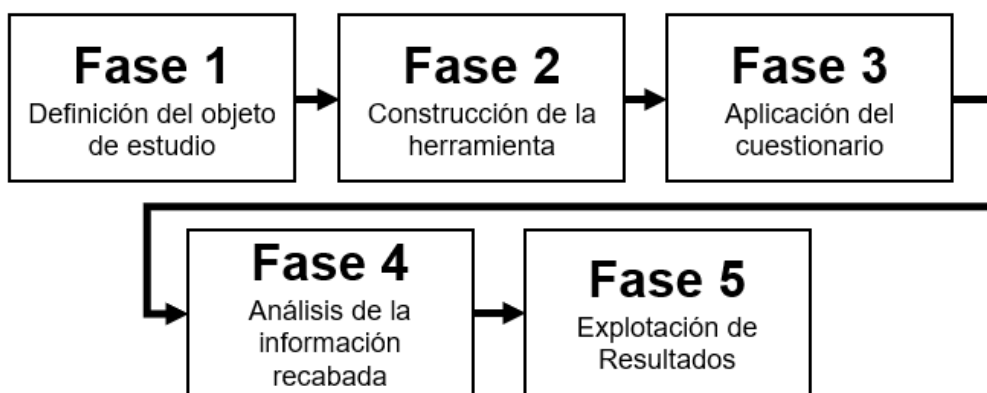 Fase 1
Definición del objeto
de estudio
Fase 2
Construcción de la
herramienta
Fase 3
Aplicación del
cuestionario
Fase 4
Análisis de la
información
recabada
Fase 5
Explotación de
Resultados